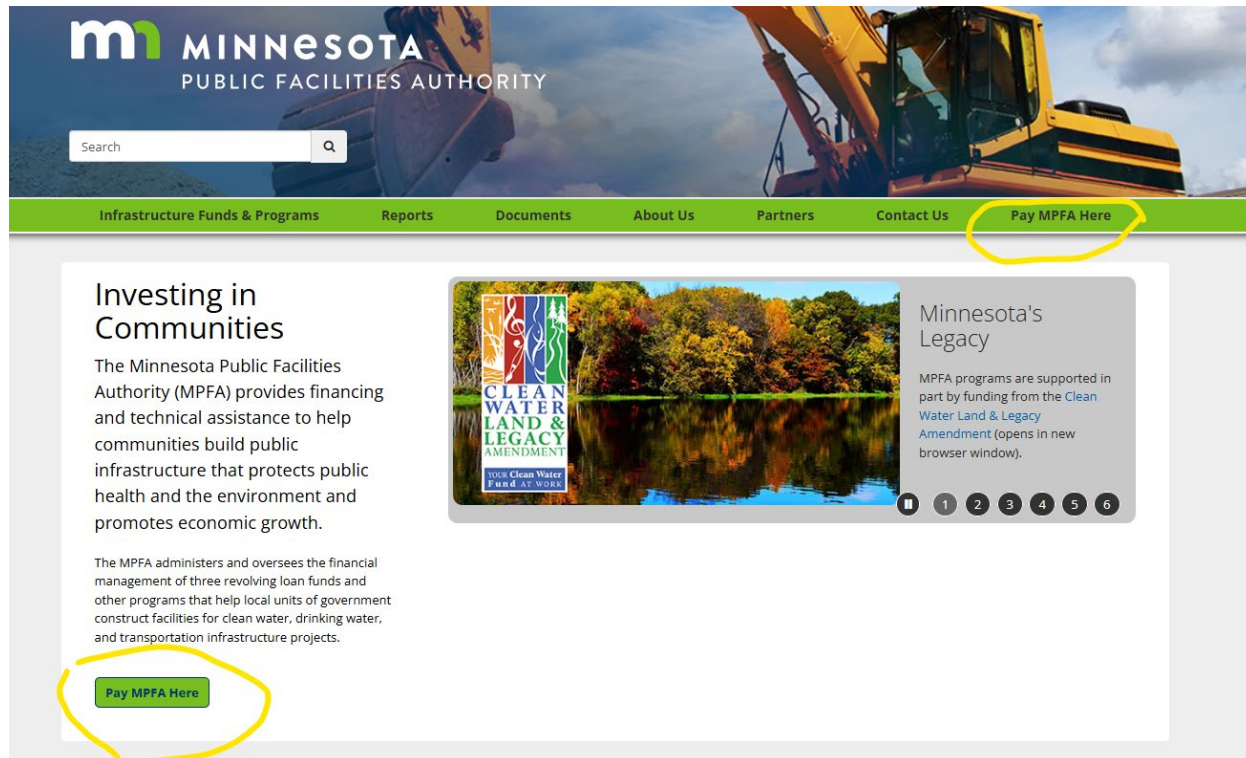 mn MINNESOTA
PUBLIC FACILITIES AUTHORITY
Search
Infrastructure Funds & Programs Reports Documents About Us Partners Contact Us Pay MPFA Here
Investing in
Communities
The Minnesota Public Facilities
Authority (MPFA) provides financing
and technical assistance to help
communities build public
infrastructure that protects public
health and the environment and
promotes economic growth.
The MPFA administers and oversees the financial
management of three revolving loan funds and
other programs that help local units of government
construct facilities for clean water, drinking water,
and transportation infrastructure projects.
Pay MPFA Here
CLEAN
WATER
LAND &
LEGACY
AMENDMENT
YOUR Clean Water
Fund AT WORK
Minnesota's
Legacy
MPFA programs are supported in
part by funding from the Clean
Water Land & Legacy
Amendment (opens in new
browser window).
1 2 3 4 5 6